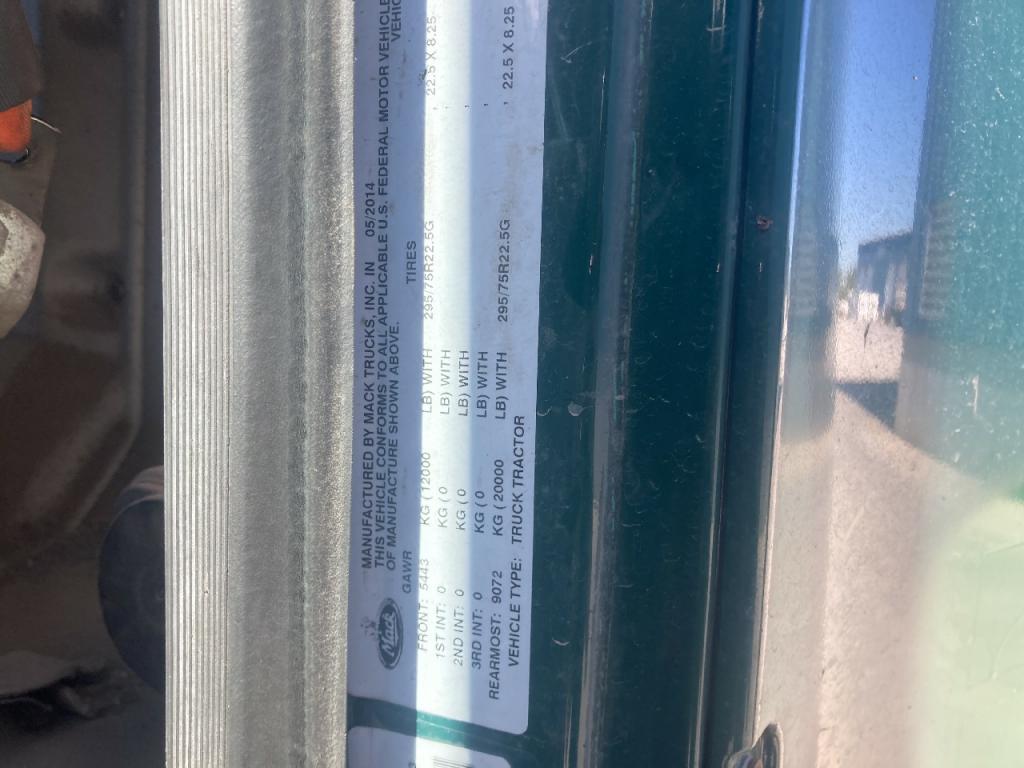 Mack
MANUFACTURED BY MACK TRUCKS, INC. IN 05/2014
THIS VEHICLE CONFORMS TO ALL APPLICABLE U.S. FEDERAL MOTOR VEHICLE
VEHIC
OF MANUFACTURE SHOWN ABOVE.
GAWR TIRES
FRONT: 5443 KG (12000 LB) WITH 295/75R22.5G , 22.5 X 8.25
1ST INT: 0 KG (0 LB) WITH ,
2ND INT: 0 KG (0 LB) WITH ,
3RD INT: 0 KG (0 LB) WITH ,
REARMOST: 9072 KG (20000 LB) WITH 295/75R22.5G , 22.5 X 8.25
VEHICLE TYPE: TRUCK TRACTOR